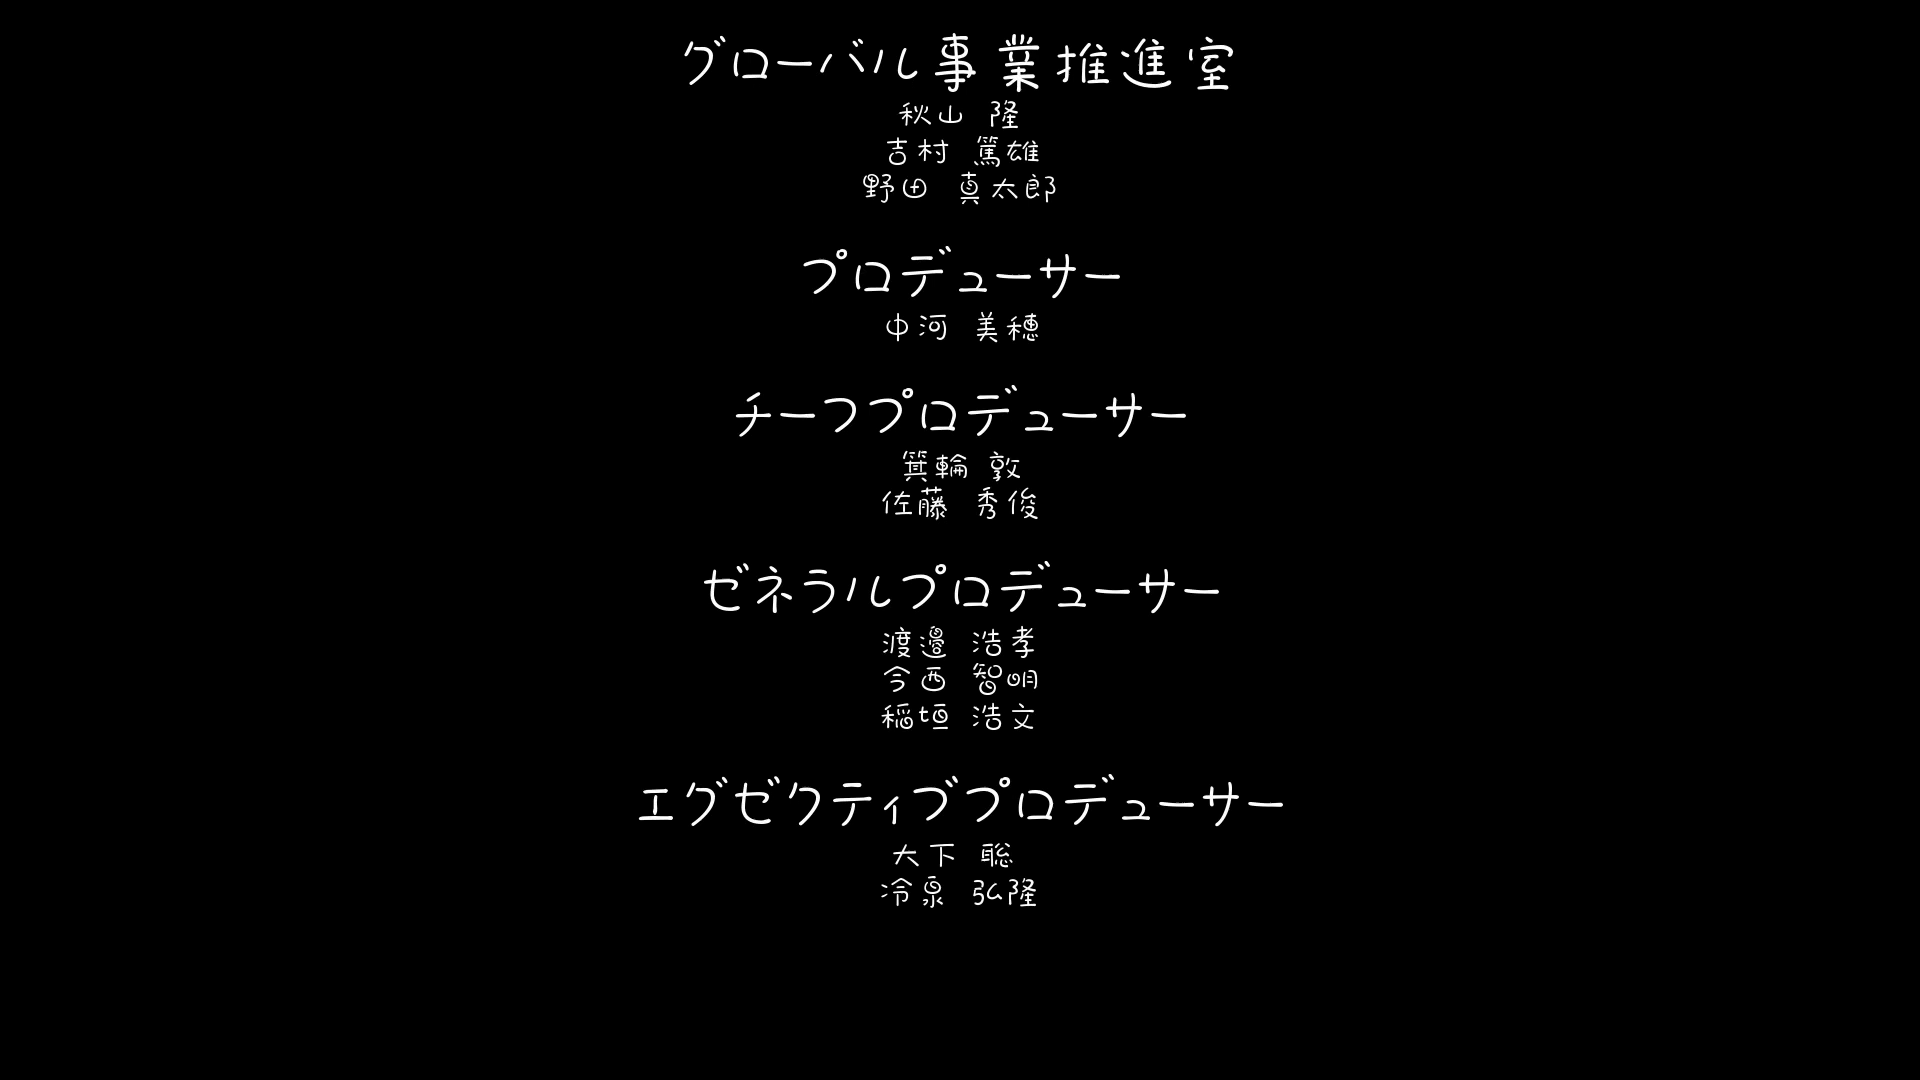 グローバル事業推進室
秋山 隆
吉村 篤雄
野田 真太郎
プロデューサー
中河 美穂
チーフプロデューサー
箕輪 敦
佐藤 秀俊
ゼネラルプロデューサー
渡邉 浩孝
今西 智明
稲垣 浩文
エグゼクティブプロデューサー
大下 聡
冷泉 弘隆